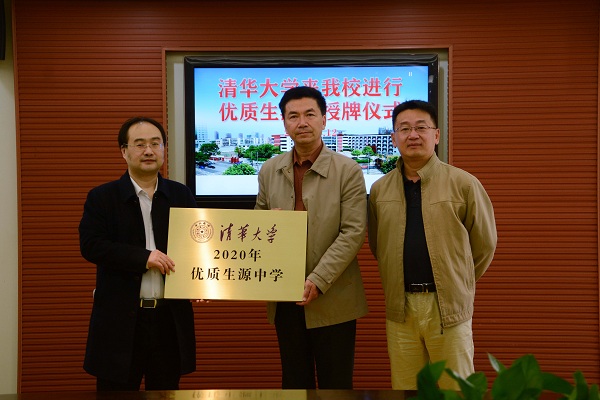 清华大学来我校进行
优质生 授牌仪式
清华大学
2020年
优质生源中学